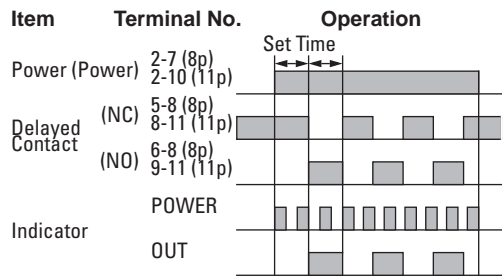 Item Terminal No. Operation
Set Time
Power (Power) 2-7 (8p)
2-10 (11p)
Delayed
Contact
(NC) 5-8 (8p)
8-11 (11p)
(NO) 6-8 (8p)
9-11 (11p)
Indicator
POWER
OUT